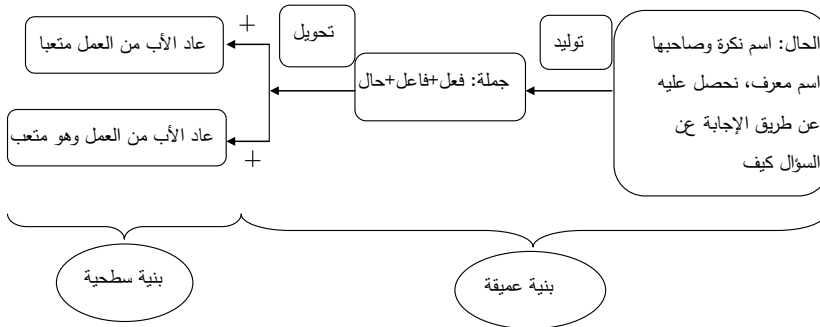 الحال: اسم نكرة وصاحبها
اسم معرف، نحصل عليه
عن طريق الإجابة عن
السؤال كيف
توليد
جملة: فعل+فاعل+حال
تحويل
+
عاد الأب من العمل متعبا
عاد الأب من العمل وهو متعب
+
بنية عميقة
بنية سطحية